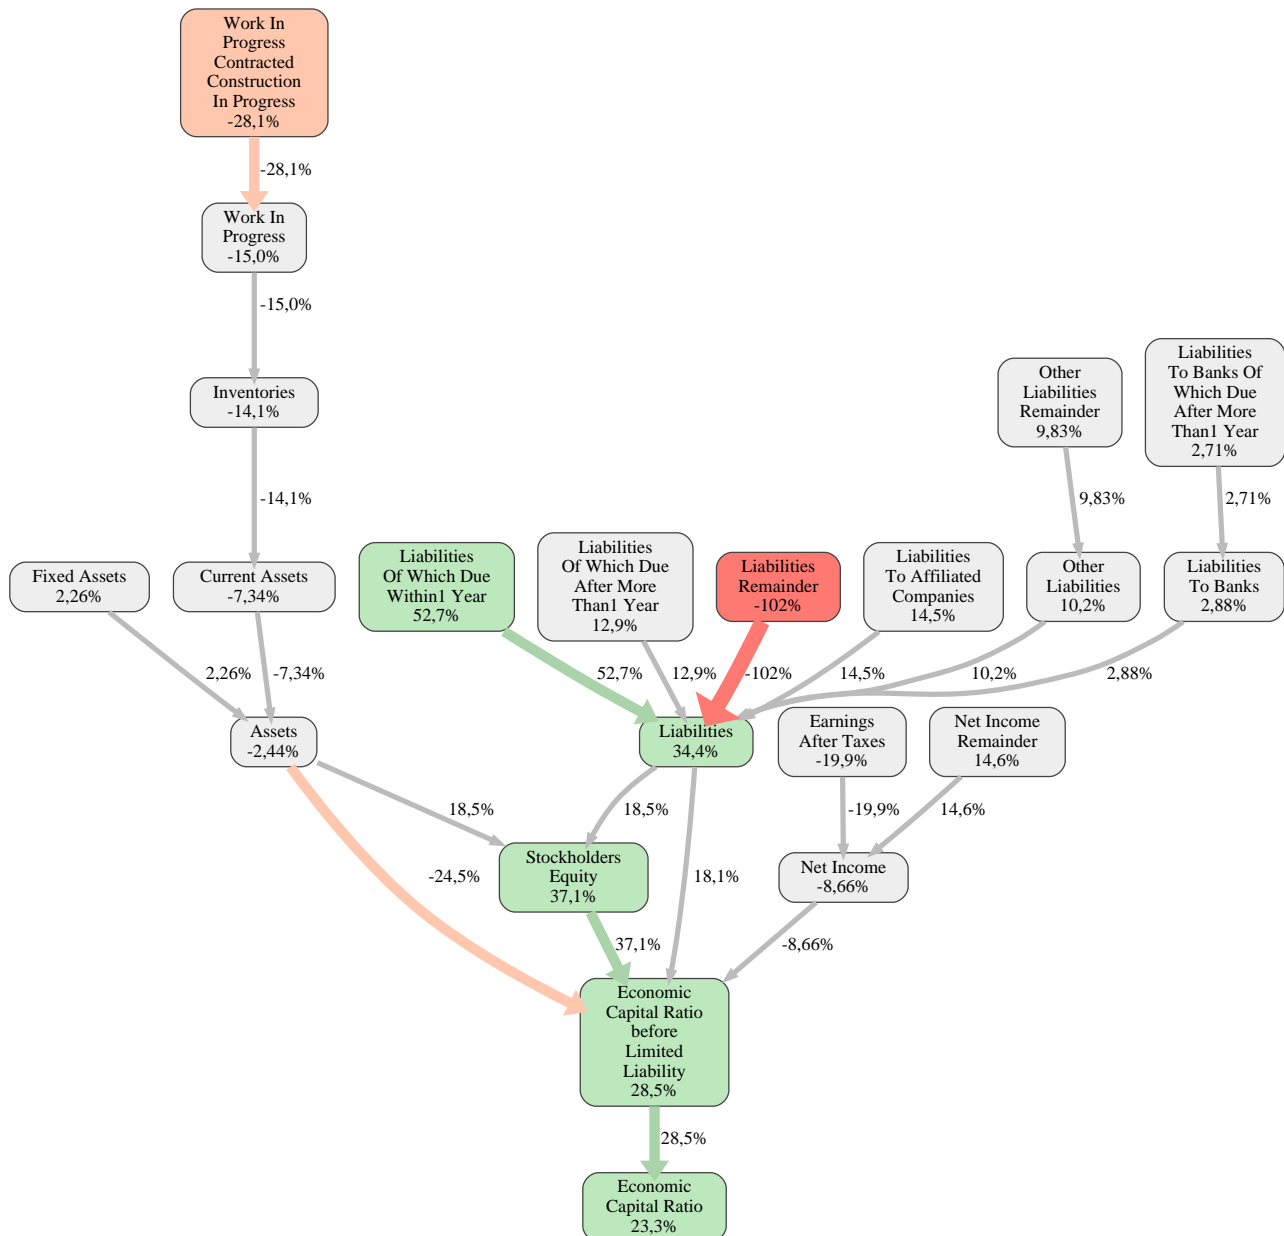 Work In
Progress
Contracted
Construction
In Progress
-28,1%
-28,1%
Work In
Progress
-15,0%
-15,0%
Inventories
-14,1%
-14,1%
Other
Liabilities
Remainder
9,83%
Liabilities
To Banks Of
Which Due
After More
Than1 Year
2,71%
9,83%
2,71%
Fixed Assets
2,26%
Current Assets
-7,34%
Liabilities
Of Which Due
Within1 Year
52,7%
Liabilities
Of Which Due
After More
Than1 Year
12,9%
Liabilities
Remainder
-102%
Liabilities
To Affiliated
Companies
14,5%
Other
Liabilities
10,2%
Liabilities
To Banks
2,88%
2,26%
-7,34%
52,7%
12,9%
-102%
14,5%
10,2%
2,88%
Assets
-2,44%
Liabilities
34,4%
Earnings
After Taxes
-19,9%
Net Income
Remainder
14,6%
18,5%
18,5%
-19,9%
14,6%
Stockholders
Equity
37,1%
Net Income
-8,66%
-24,5%
18,1%
37,1%
-8,66%
Economic
Capital Ratio
before
Limited
Liability
28,5%
28,5%
Economic
Capital Ratio
23,3%